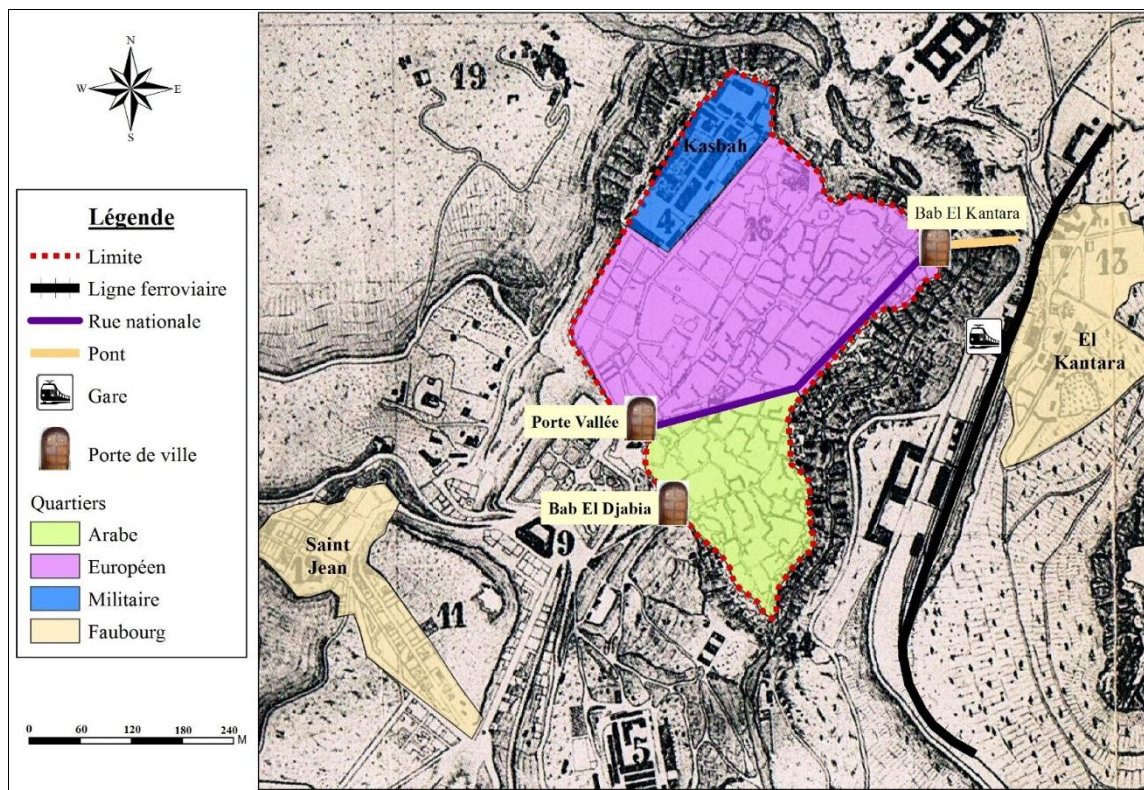 N
W
E
S
Légende
Limite
Ligne ferroviaire
Rue nationale
Pont
Gare
Porte de ville
Quartiers
Arabe
Européen
Militaire
Faubourg
0 60 120 180 240
M
19
Kasbah
4
16
Bab El Kantara
13
El
Kantara
Porte Vallée
Bab El Djabia
Saint
Jean
9
11
5